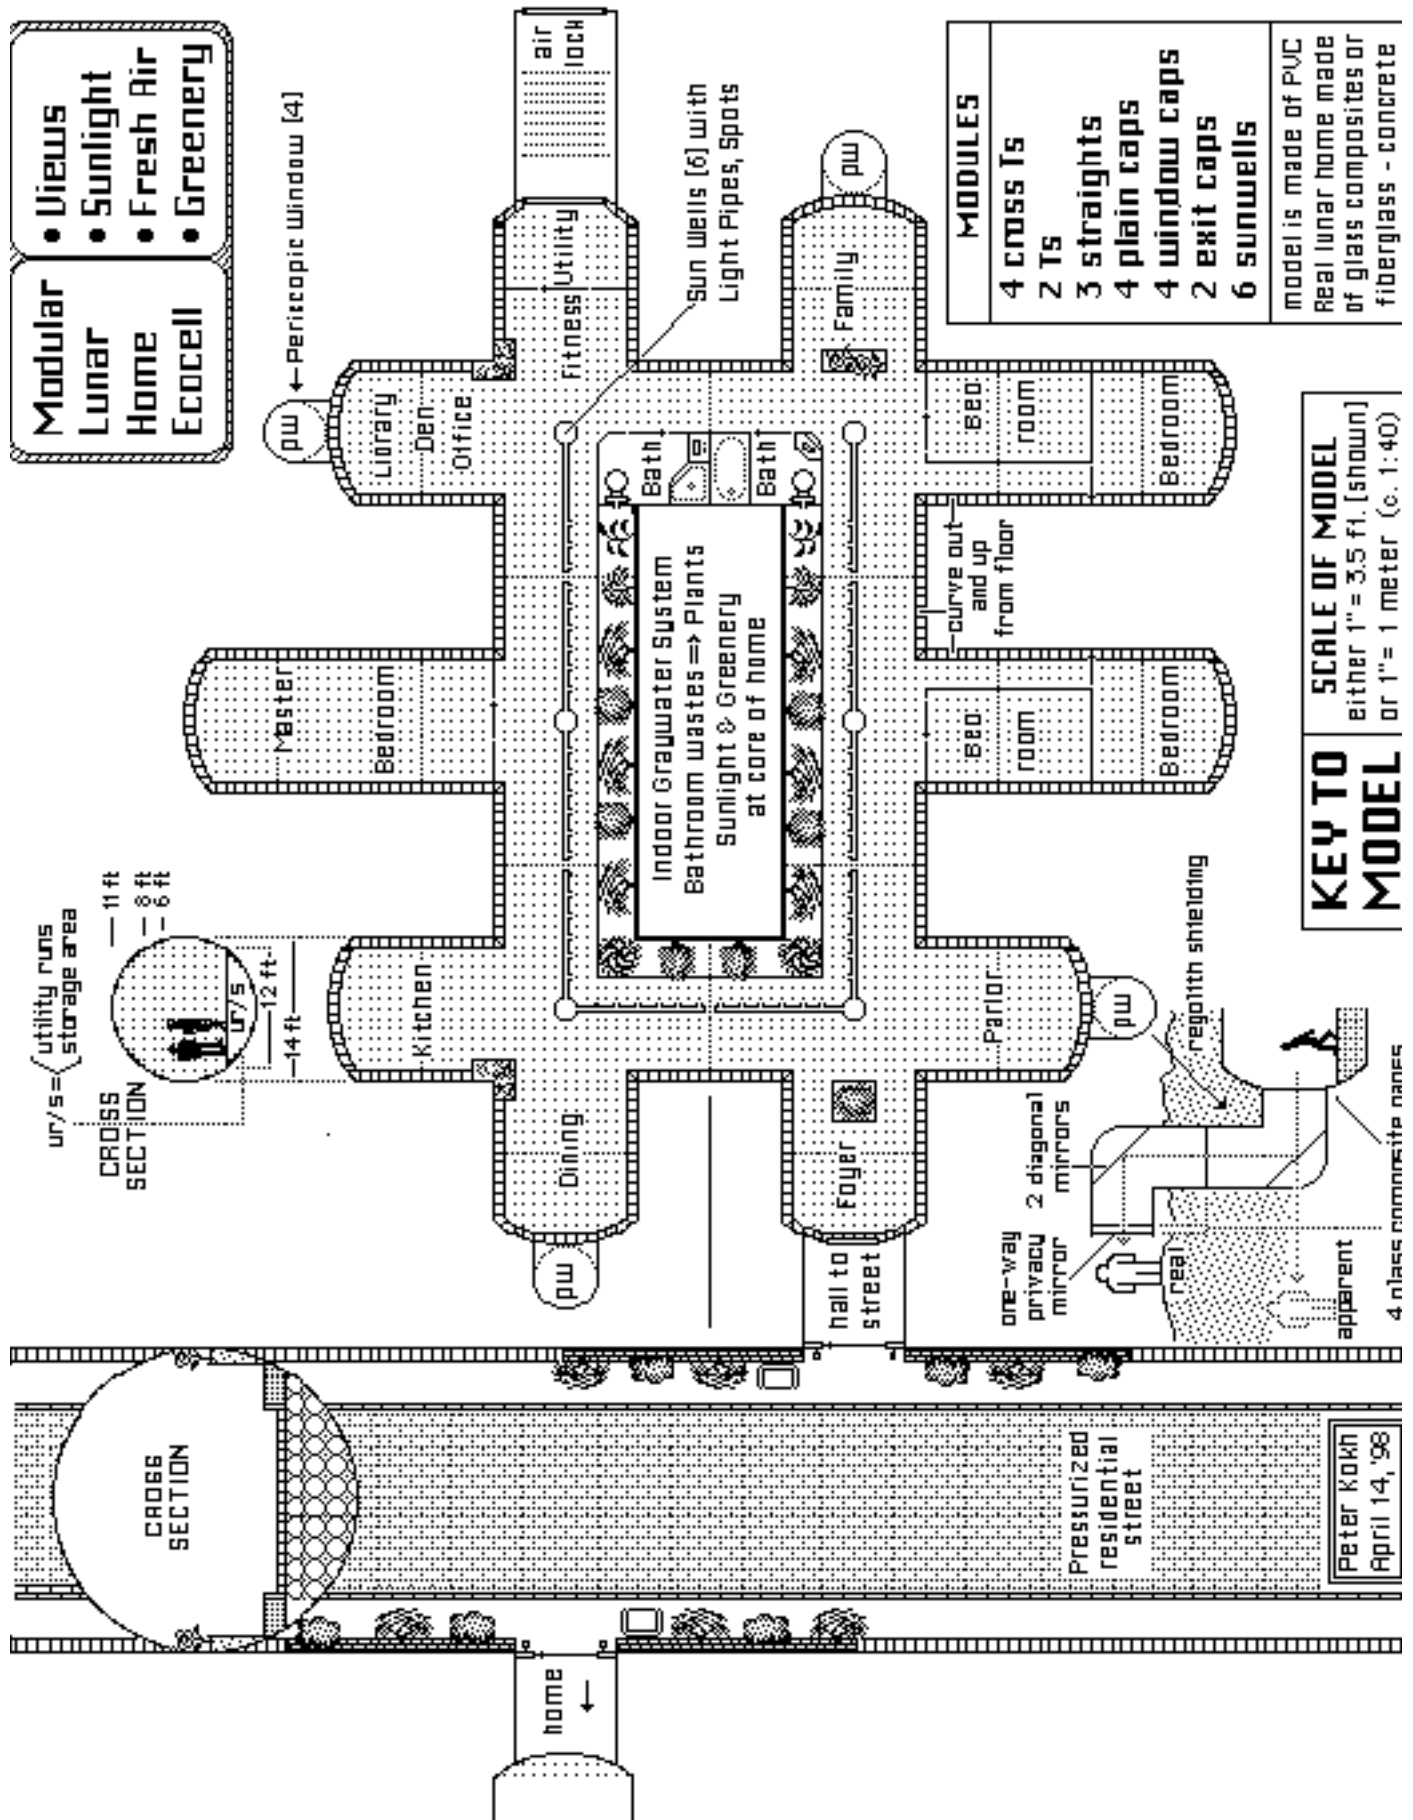 Modular
Lunar
Home
Ecocell
• Views
• Sunlight
• Fresh Air
• Greenery
ur/s=
utility runs
storage area
CROSS
SECTION
11 ft
8 ft
6 ft
ur/s
12 ft
14 ft
pw
Periscopic Window [4]
Kitchen
Master
Bedroom
Library
Den
Office
air
lock
Dining
Fitness
Utility
pw
Sun Wells [6] with
Light Pipes, Spots
Indoor Graywater System
Bathroom wastes => Plants
Sunlight & Greenery
at core of home
Bath
Bath
hall to
street
Foyer
Parlor
Family
pw
pw
Bed
room
Bedroom
Bed
room
Bedroom
curve out
and up
from floor
MODULES
4 cross Ts
2 Ts
3 straights
4 plain caps
4 window caps
2 exit caps
6 sunwells
model is made of PVC
Real lunar home made
of glass composites or
fiberglass - concrete
KEY TO
MODEL
SCALE OF MODEL
either 1"= 3.5 ft. [shown]
or 1"= 1 meter (c. 1:40)
one-way
privacy
mirror
2 diagonal
mirrors
regolith shielding
real
apparent
4 glass composite panes
CROSS
SECTION
Pressurized
residential
street
home
Peter Kokh
April 14, '98